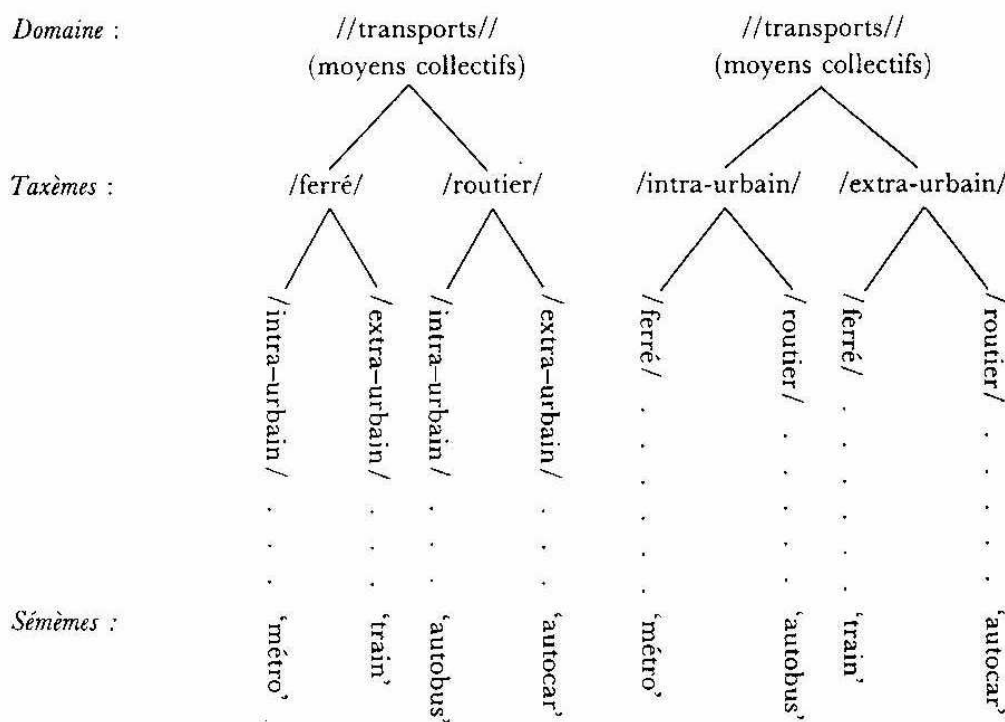 Domaine : //transports// //transports//
(moyens collectifs) (moyens collectifs)
Taxèmes : /ferré/ /routier/ /intra-urbain/ /extra-urbain/
/intra–urbain/ . . . 'métro'
/extra–urbain/ . . . 'train'
/intra–urbain/ . . . 'autobus'
/extra–urbain/ . . . 'autocar'
/ferré/ . . . . . . 'métro'
/routier/ . . . . . 'autobus'
/ferré/ . . . . . . 'train'
/routier/ . . . . . 'autocar'
Sémèmes :